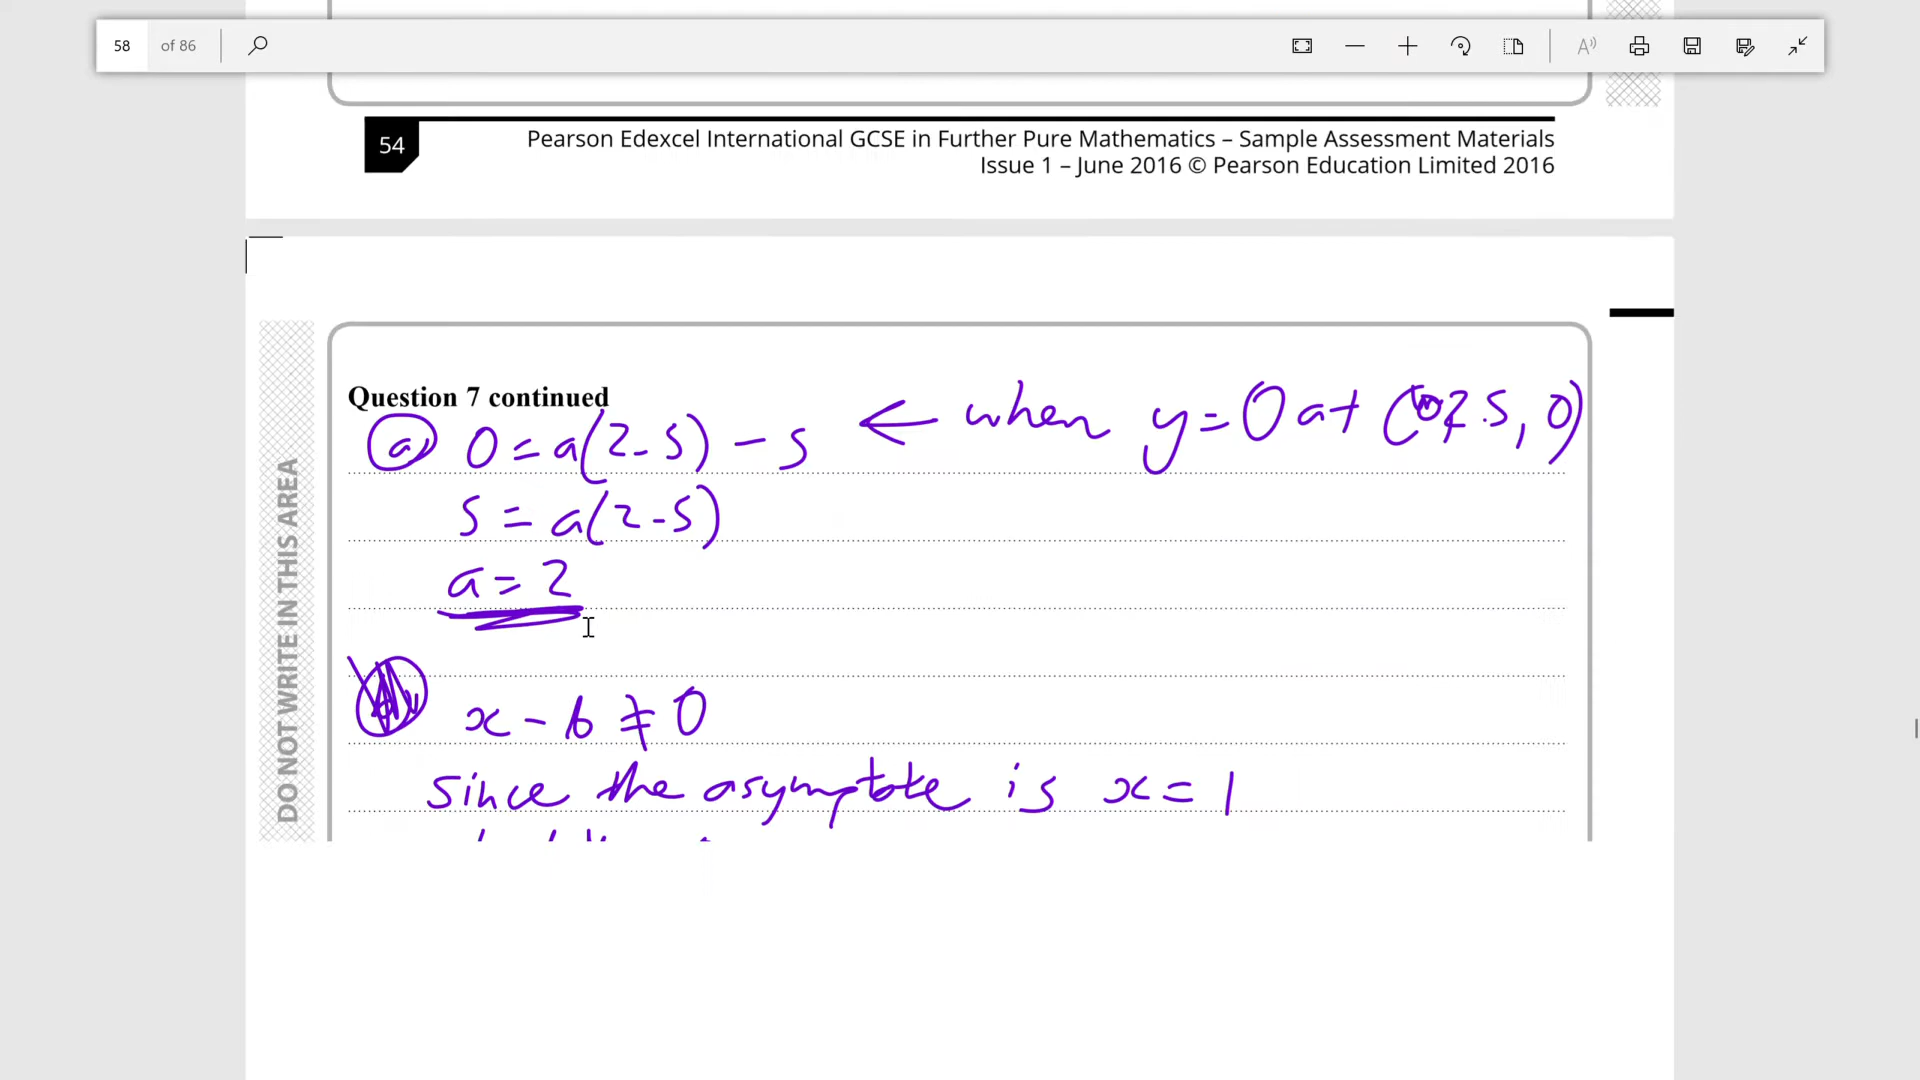 58 of 86
54
Pearson Edexcel International GCSE in Further Pure Mathematics – Sample Assessment Materials
Issue 1 – June 2016 © Pearson Education Limited 2016
DO NOT WRITE IN THIS AREA
Question 7 continued
(a) 0 = a(2.5) - 5 ← when y = 0 at (2.5, 0)
5 = a(2.5)
a = 2
x - b ≠ 0
since the asymptote is x = 1